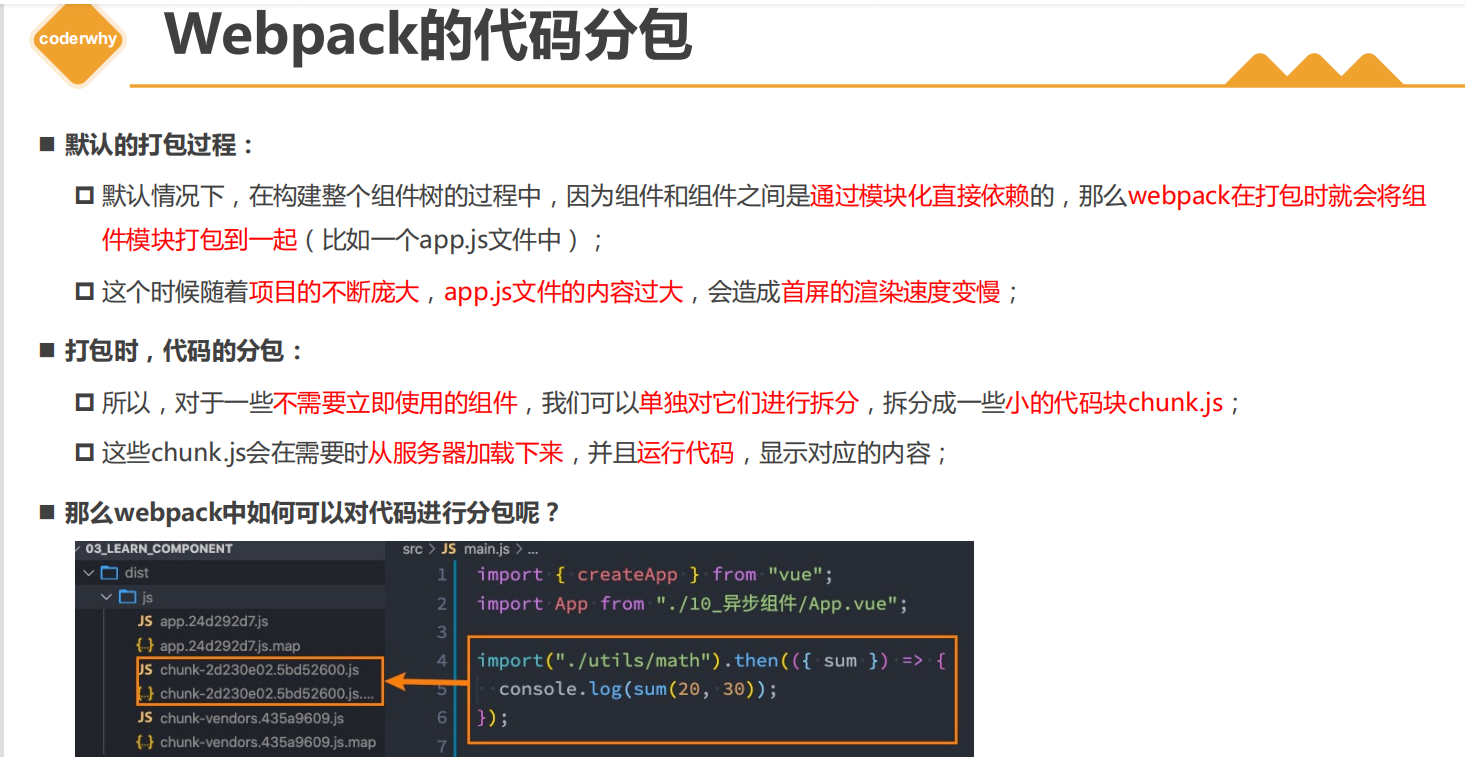 coderwhy
Webpack的代码分包
默认的打包过程：
默认情况下，在构建整个组件树的过程中，因为组件和组件之间是通过模块化直接依赖的，那么webpack在打包时就会将组
件模块打包到一起（比如一个app.js文件中）；
这个时候随着项目的不断庞大，app.js文件的内容过大，会造成首屏的渲染速度变慢；
打包时，代码的分包：
所以，对于一些不需要立即使用的组件，我们可以单独对它们进行拆分，拆分成一些小的代码块chunk.js；
这些chunk.js会在需要时从服务器加载下来，并且运行代码，显示对应的内容；
那么webpack中如何可以对代码进行分包呢？
03_LEARN_COMPONENT
dist
js
JS app.24d292d7.js
{..} app.24d292d7.js.map
JS chunk-2d230e02.5bd52600.js
{..} chunk-2d230e02.5bd52600.js....
JS chunk-vendors.435a9609.js
{..} chunk-vendors.435a9609.js.map
src > JS main.js > ...
1 import { createApp } from "vue";
2 import App from "./10_异步组件/App.vue";
3
4 import("./utils/math").then(({ sum }) => {
5 console.log(sum(20, 30));
6 });
7